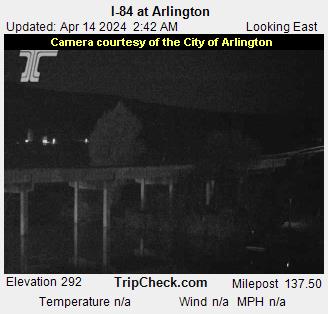 I-84 at Arlington
Updated: Apr 14 2024 2:42 AM Looking East
Camera courtesy of the City of Arlington
Elevation 292 TripCheck.com Milepost 137.50
Temperature n/a Wind n/a MPH n/a